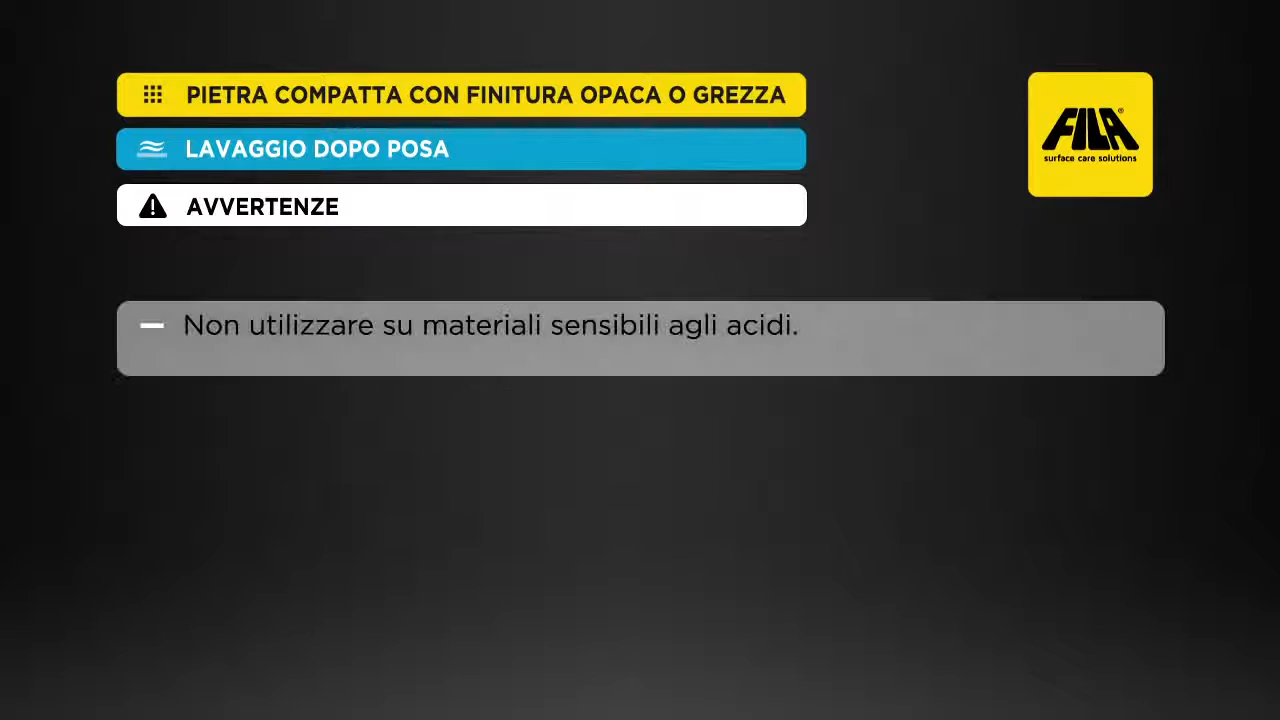 PIETRA COMPATTA CON FINITURA OPACA O GREZZA
LAVAGGIO DOPO POSA
AVVERTENZE
FILA®
surface care solutions
Non utilizzare su materiali sensibili agli acidi.